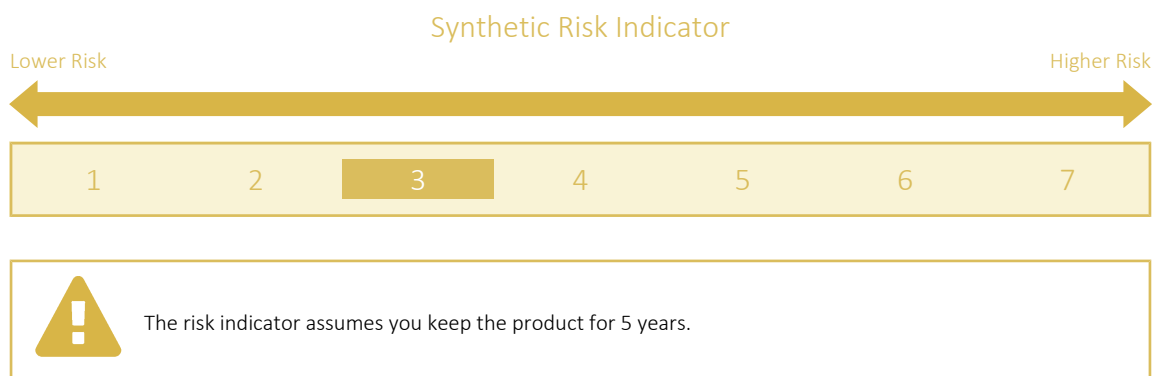 Synthetic Risk Indicator
Lower Risk Higher Risk
1 2 3 4 5 6 7
The risk indicator assumes you keep the product for 5 years.